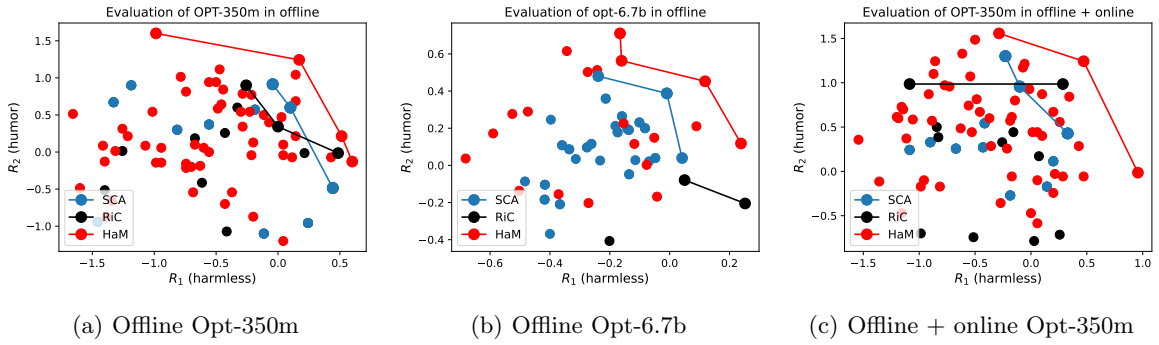 Evaluation of OPT-350m in offline
R₂ (humor)
1.5
1.0
0.5
0.0
−0.5
−1.0
SCA
RiC
HaM
−1.5
−1.0
−0.5
0.0
0.5
R₁ (harmless)
(a) Offline Opt-350m
Evaluation of opt-6.7b in offline
R₂ (humor)
0.6
0.4
0.2
0.0
−0.2
−0.4
SCA
RiC
HaM
−0.6
−0.4
−0.2
0.0
0.2
R₁ (harmless)
(b) Offline Opt-6.7b
Evaluation of OPT-350m in offline + online
R₂ (humor)
1.5
1.0
0.5
0.0
−0.5
SCA
RiC
HaM
−1.5
−1.0
−0.5
0.0
0.5
1.0
R₁ (harmless)
(c) Offline + online Opt-350m